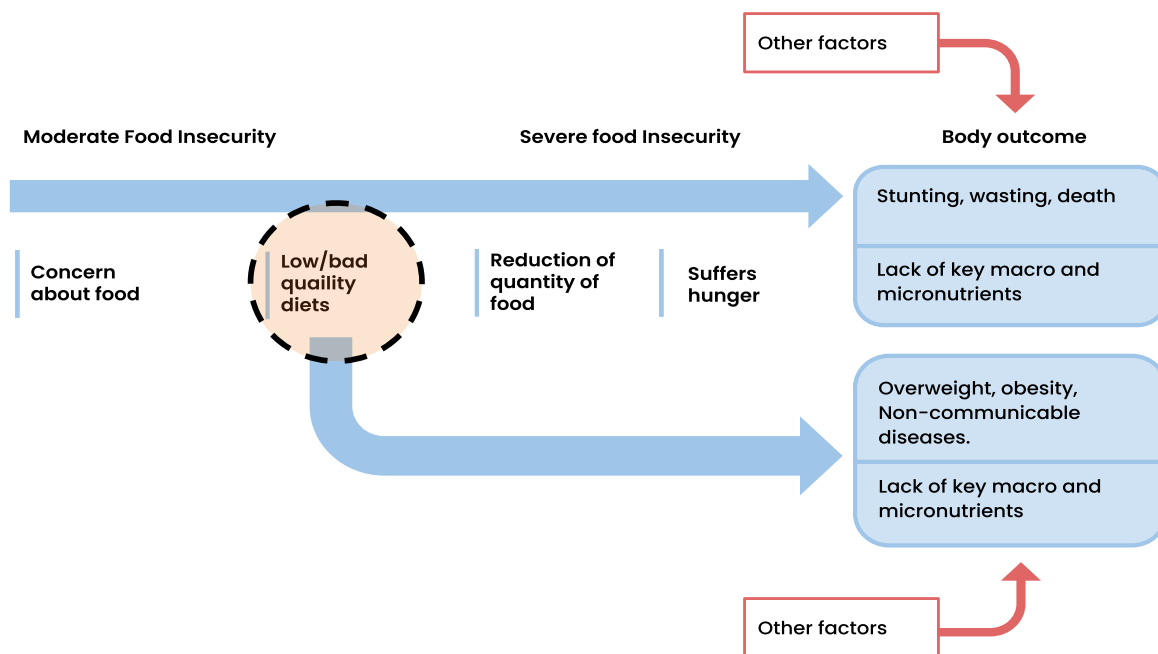 Other factors
Moderate Food Insecurity
Severe food Insecurity
Body outcome
Stunting, wasting, death
Lack of key macro and
micronutrients
Concern
about food
Low/bad
quaility
diets
Reduction of
quantity of
food
Suffers
hunger
Overweight, obesity,
Non-communicable
diseases.
Lack of key macro and
micronutrients
Other factors